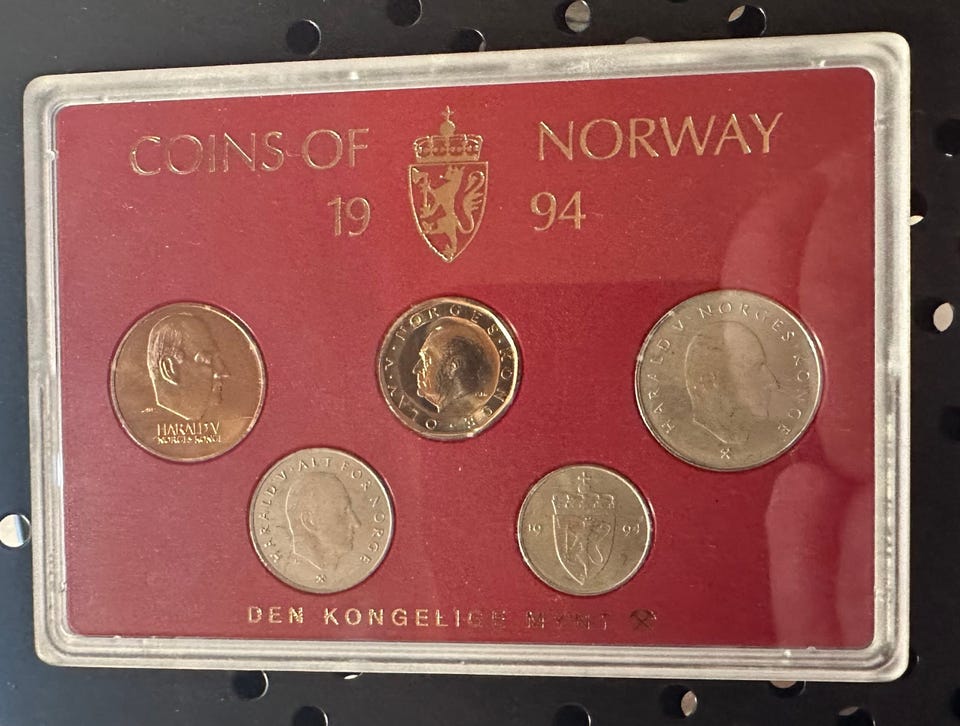 COINS OF NORWAY
19 94
HARALD V
NORGES KONGE
OLAV·V·NORGES·KONGE
HARALD V·NORGES KONGE
HARALD V·ALT FOR NORGE
19 94
DEN KONGELIGE MYNT